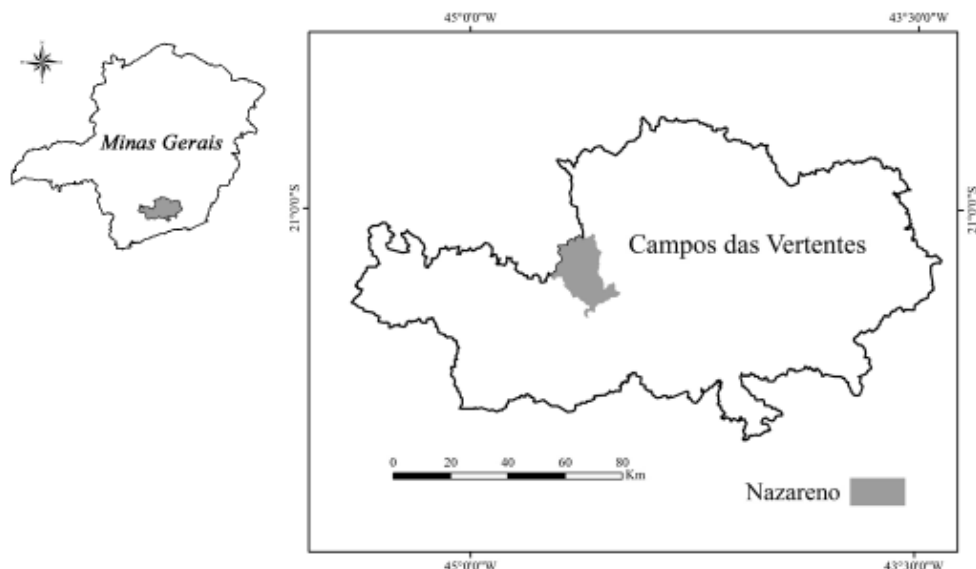 45°0'0"W 43°30'0"W
Minas Gerais
21°0'0"S 21°0'0"S
Campos das Vertentes
0 20 40 60 80
Km
Nazareno
45°0'0"W 43°30'0"W